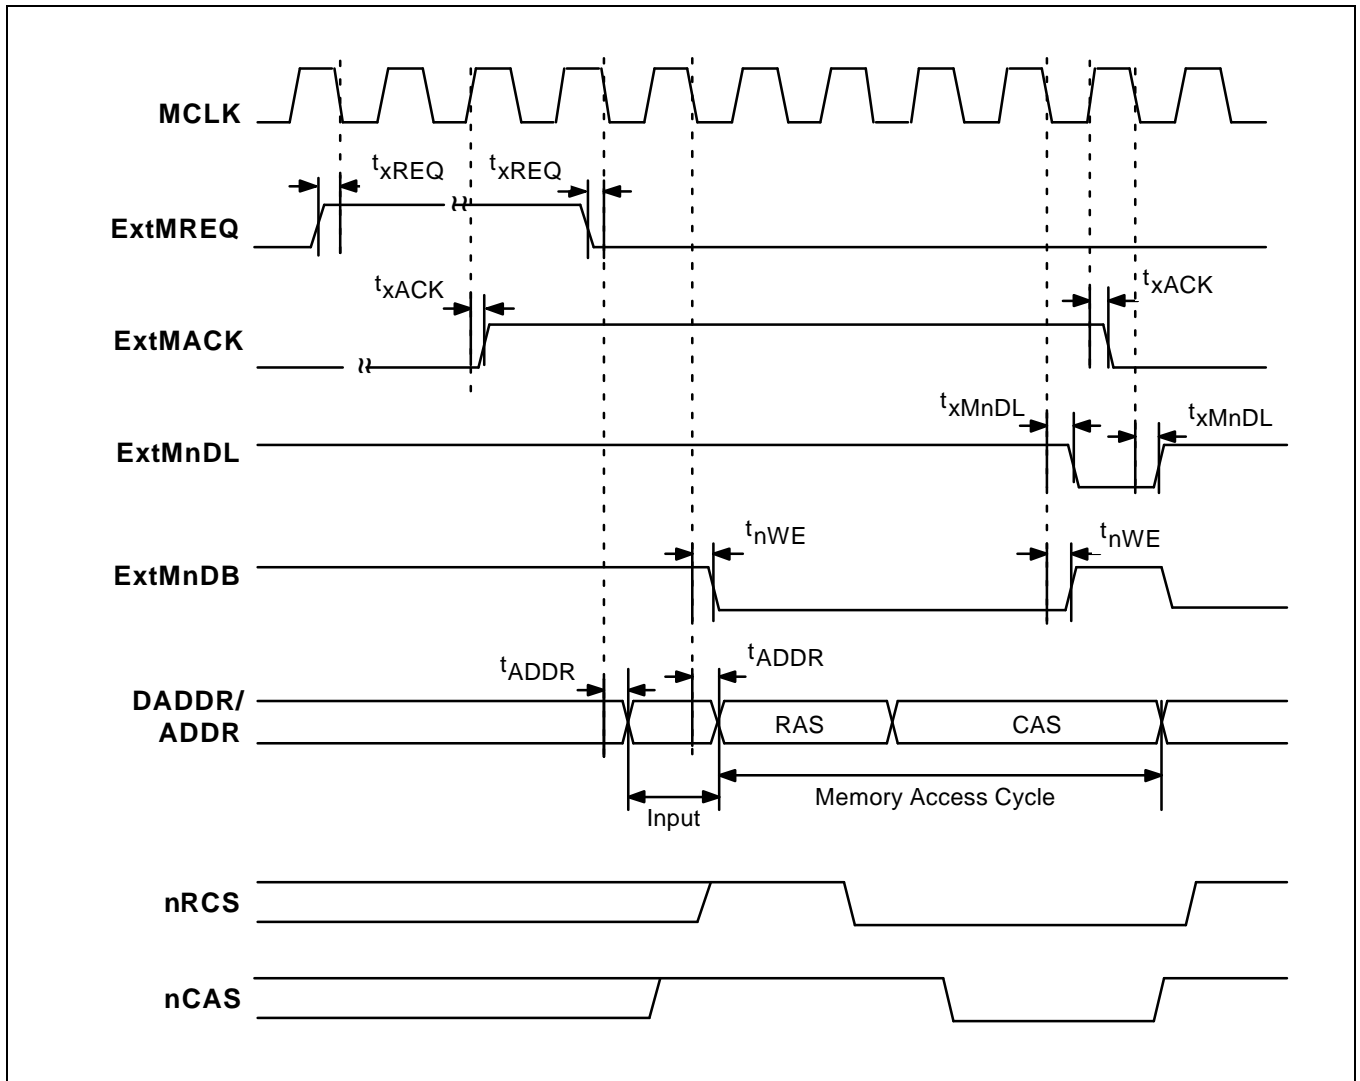 MCLK
txREQ txREQ
ExtMREQ
txACK txACK
ExtMACK
txMnDL txMnDL
ExtMnDL
tnWE tnWE
ExtMnDB
tADDR tADDR
DADDR/
ADDR
RAS CAS
Memory Access Cycle
Input
nRCS
nCAS